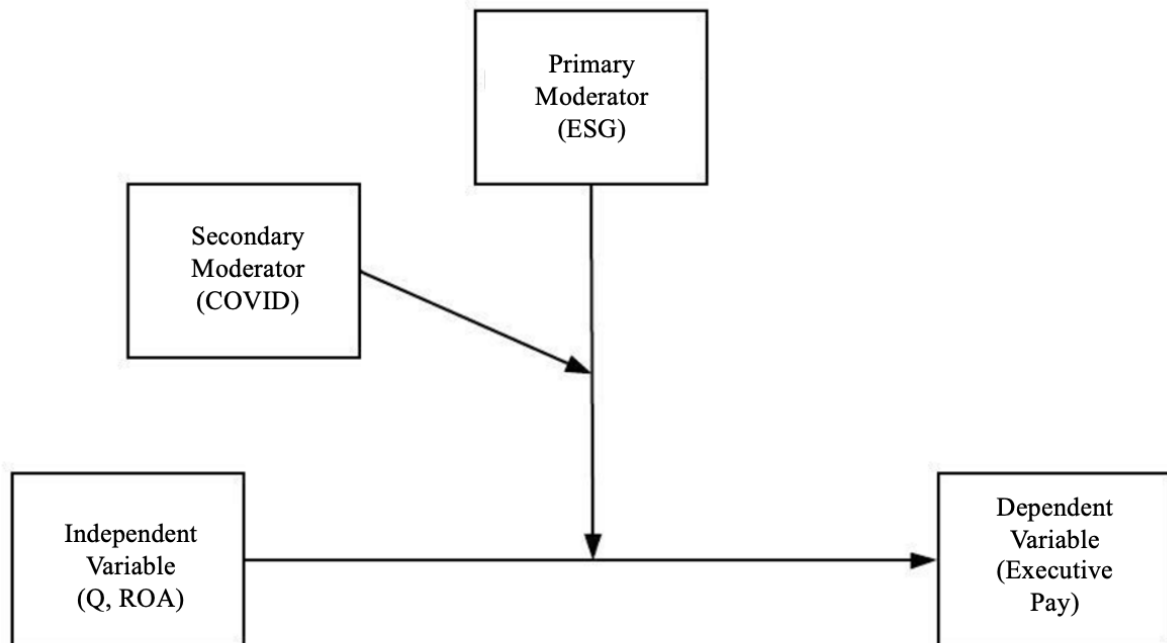 Primary
Moderator
(ESG)
Secondary
Moderator
(COVID)
Independent
Variable
(Q, ROA)
Dependent
Variable
(Executive
Pay)